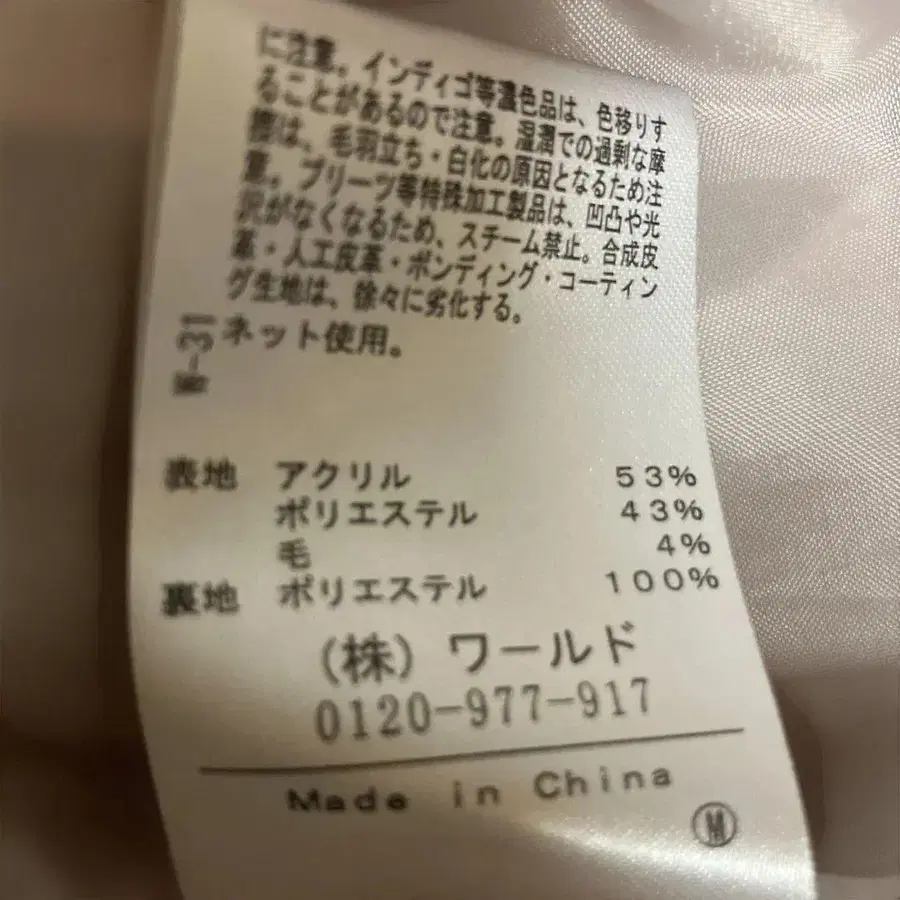 に注意。インディゴ等濃色品は、色移りす
ることがあるので注意。湿潤での過剰な摩
擦は、毛羽立ち・白化の原因となるため注
意。プリーツ等特殊加工製品は、凹凸や光
沢がなくなるため、スチーム禁止。合成皮
革・人工皮革・ボンディング・コーティン
グ生地は、徐々に劣化する。
ネット使用。
W-31
表地 アクリル 53%
ポリエステル 43%
毛 4%
裏地 ポリエステル 100%
(株) ワールド
0120-977-917
Made in China
M